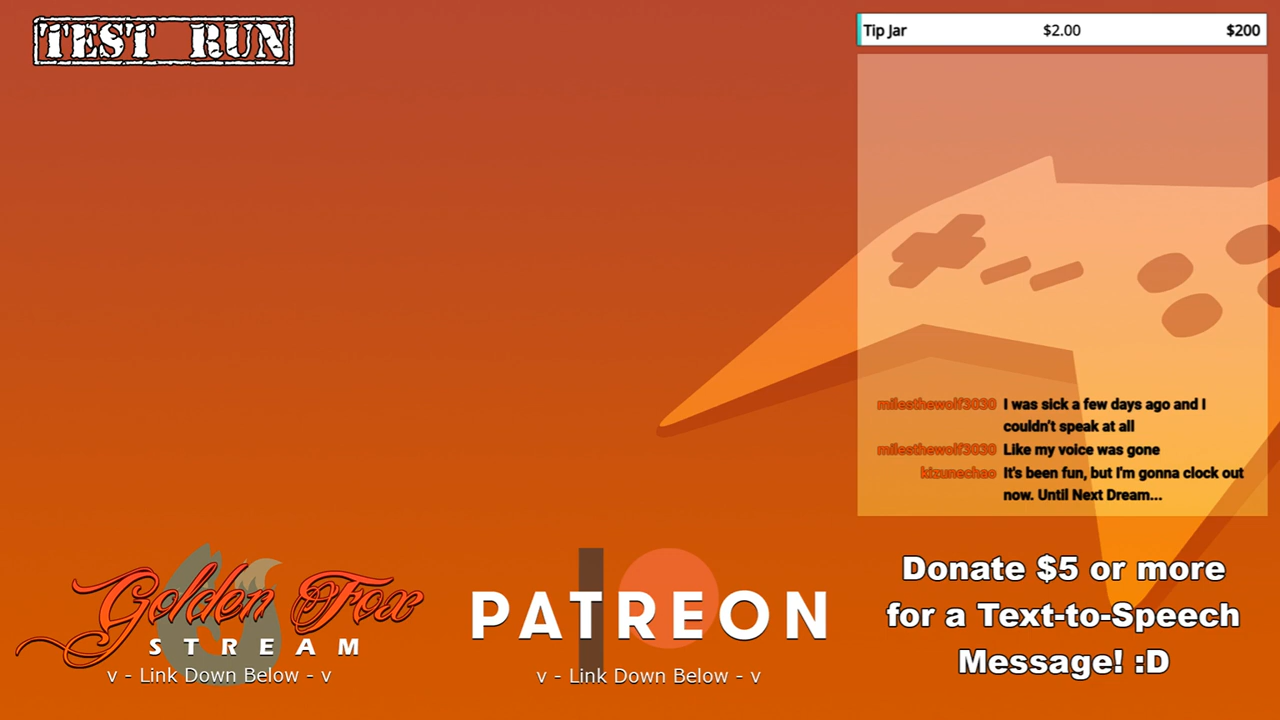 TEST RUN
Tip Jar $2.00 $200
milesthewolf3030 I was sick a few days ago and I
couldn't speak at all
milesthewolf3030 Like my voice was gone
kizunechao It's been fun, but I'm gonna clock out
now. Until Next Dream...
Golden Fox
STREAM
v - Link Down Below - v
PATREON
v - Link Down Below - v
Donate $5 or more
for a Text-to-Speech
Message! :D